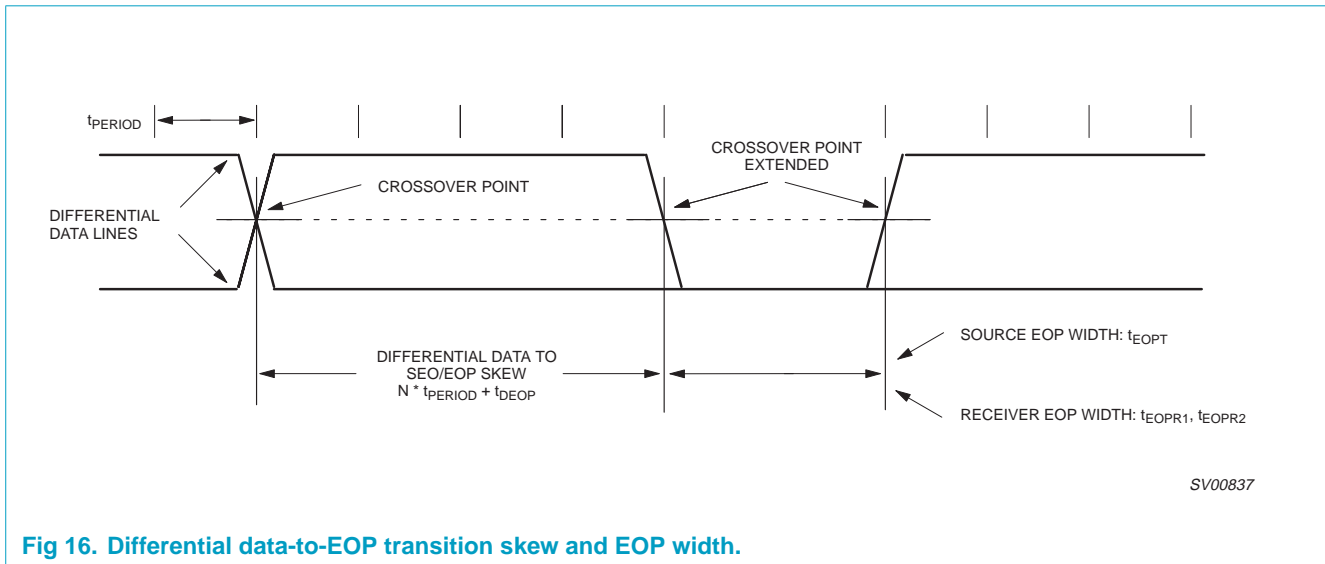 tPERIOD
CROSSOVER POINT
EXTENDED
CROSSOVER POINT
DIFFERENTIAL
DATA LINES
DIFFERENTIAL DATA TO
SEO/EOP SKEW
N * tPERIOD + tDEOP
SOURCE EOP WIDTH: tEOPT
RECEIVER EOP WIDTH: tEOPR1, tEOPR2
SV00837
Fig 16. Differential data-to-EOP transition skew and EOP width.